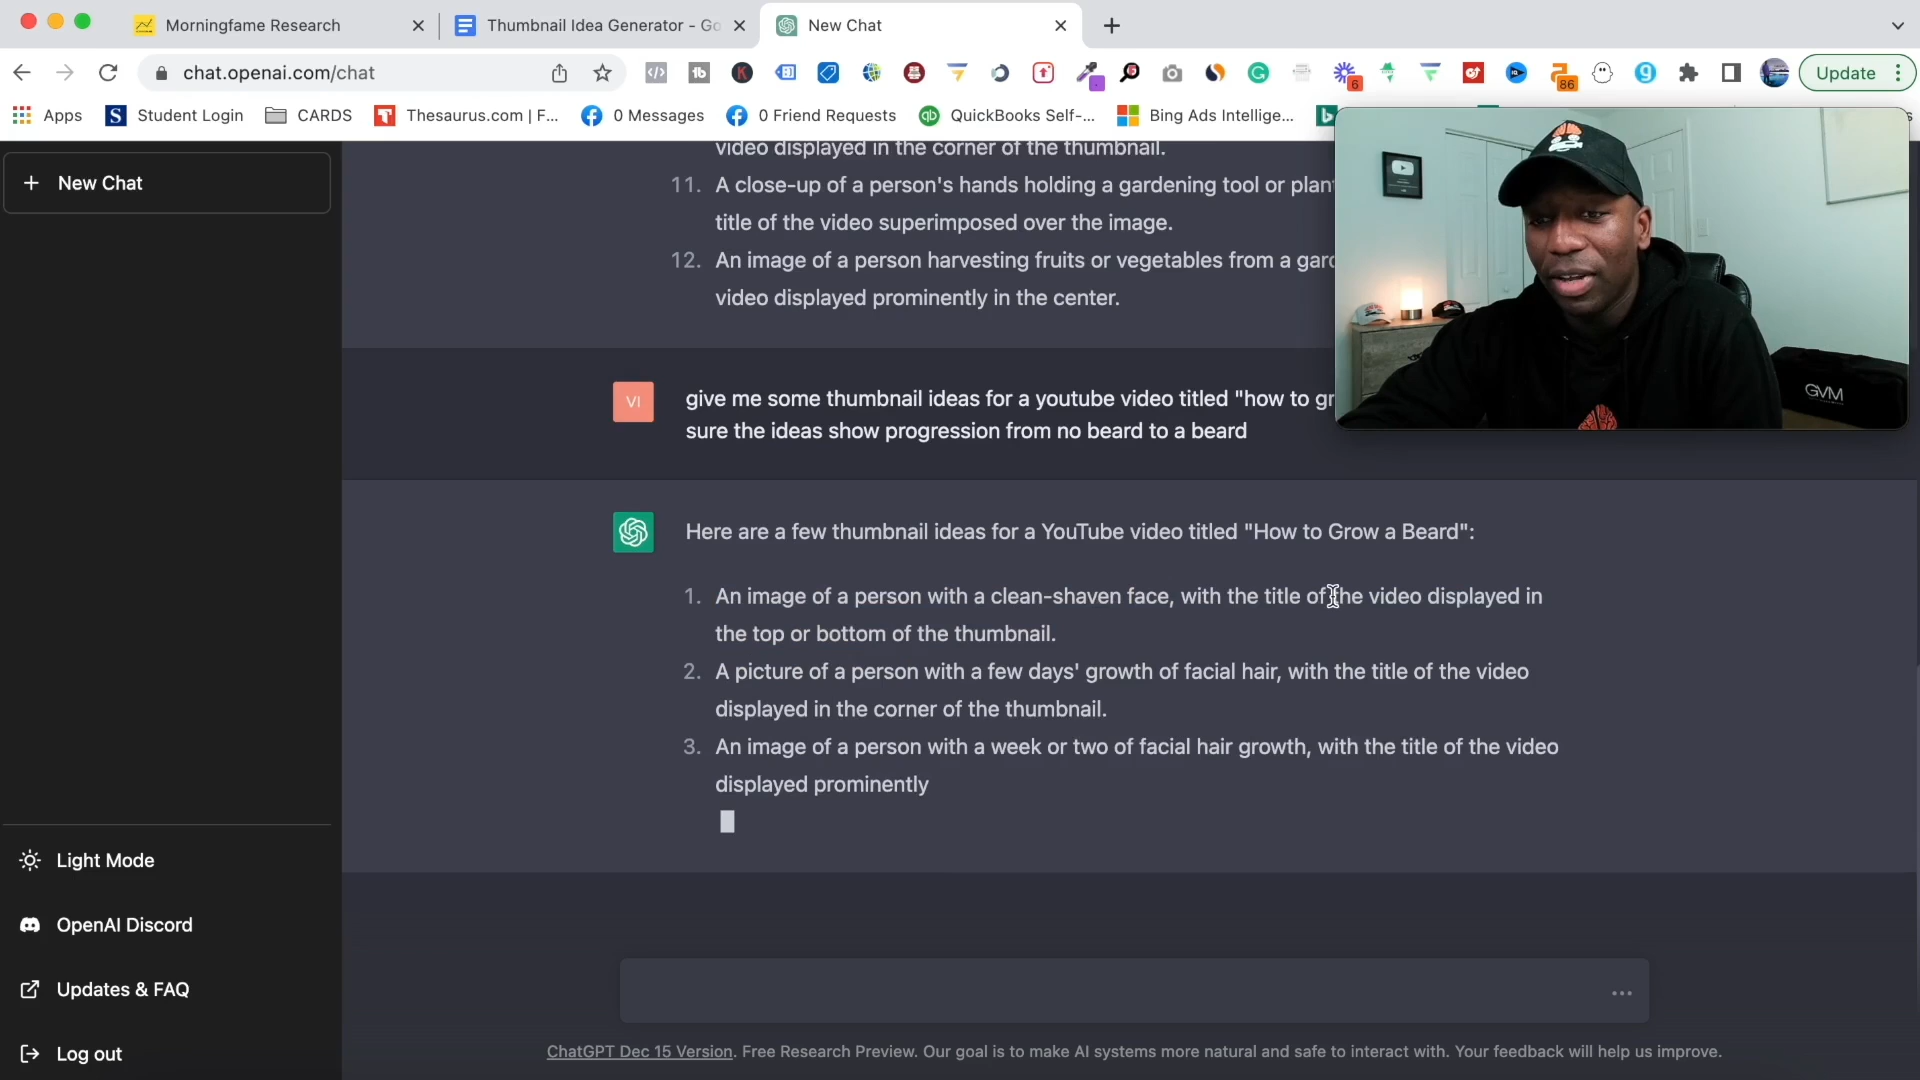 Morningfame Research
Thumbnail Idea Generator - Go
New Chat
chat.openai.com/chat
6
86
Update
Apps
Student Login
CARDS
Thesaurus.com | F...
0 Messages
0 Friend Requests
QuickBooks Self-...
Bing Ads Intellige...
New Chat
video displayed in the corner of the thumbnail.
11. A close-up of a person's hands holding a gardening tool or plant
title of the video superimposed over the image.
12. An image of a person harvesting fruits or vegetables from a gard
video displayed prominently in the center.
GVM
VI
give me some thumbnail ideas for a youtube video titled "how to gr
sure the ideas show progression from no beard to a beard
Here are a few thumbnail ideas for a YouTube video titled "How to Grow a Beard":
1. An image of a person with a clean-shaven face, with the title of the video displayed in
the top or bottom of the thumbnail.
2. A picture of a person with a few days' growth of facial hair, with the title of the video
displayed in the corner of the thumbnail.
3. An image of a person with a week or two of facial hair growth, with the title of the video
displayed prominently
Light Mode
OpenAI Discord
Updates & FAQ
Log out
ChatGPT Dec 15 Version. Free Research Preview. Our goal is to make AI systems more natural and safe to interact with. Your feedback will help us improve.